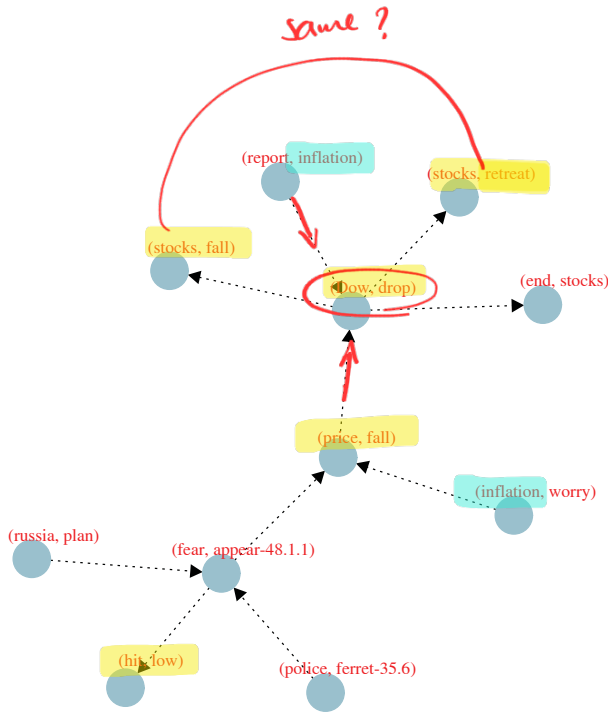 same ?
(report, inflation)
(stocks, retreat)
(stocks, fall)
(Dow, drop)
(end, stocks)
(price, fall)
(inflation, worry)
(russia, plan)
(fear, appear-48.1.1)
(hit, low)
(police, ferret-35.6)